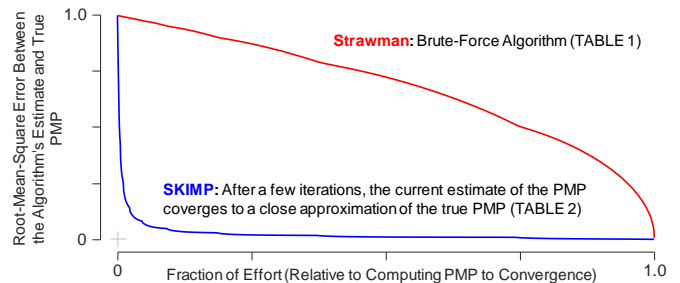 Root-Mean-Square Error Between
the Algorithm's Estimate and True
PMP
1.0
0
Strawman: Brute-Force Algorithm (TABLE 1)
SKIMP: After a few iterations, the current estimate of the PMP
coverges to a close approximation of the true PMP (TABLE 2)
0
Fraction of Effort (Relative to Computing PMP to Convergence)
1.0